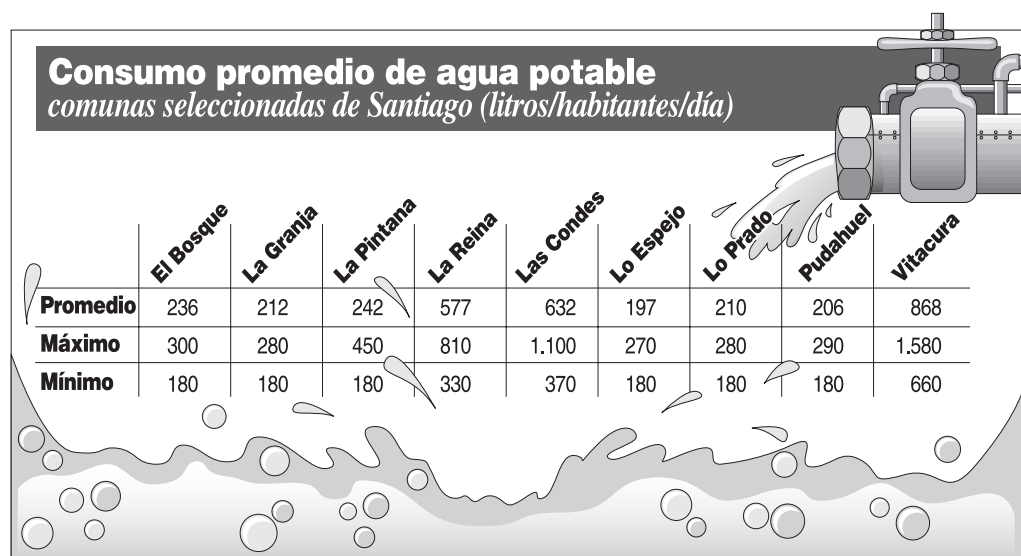 Consumo promedio de agua potable
comunas seleccionadas de Santiago (litros/habitantes/día)
El Bosque La Granja La Pintana La Reina Las Condes Lo Espejo Lo Prado Pudahuel Vitacura
Promedio 236 212 242 577 632 197 210 206 868
Máximo 300 280 450 810 1.100 270 280 290 1.580
Mínimo 180 180 180 330 370 180 180 180 660